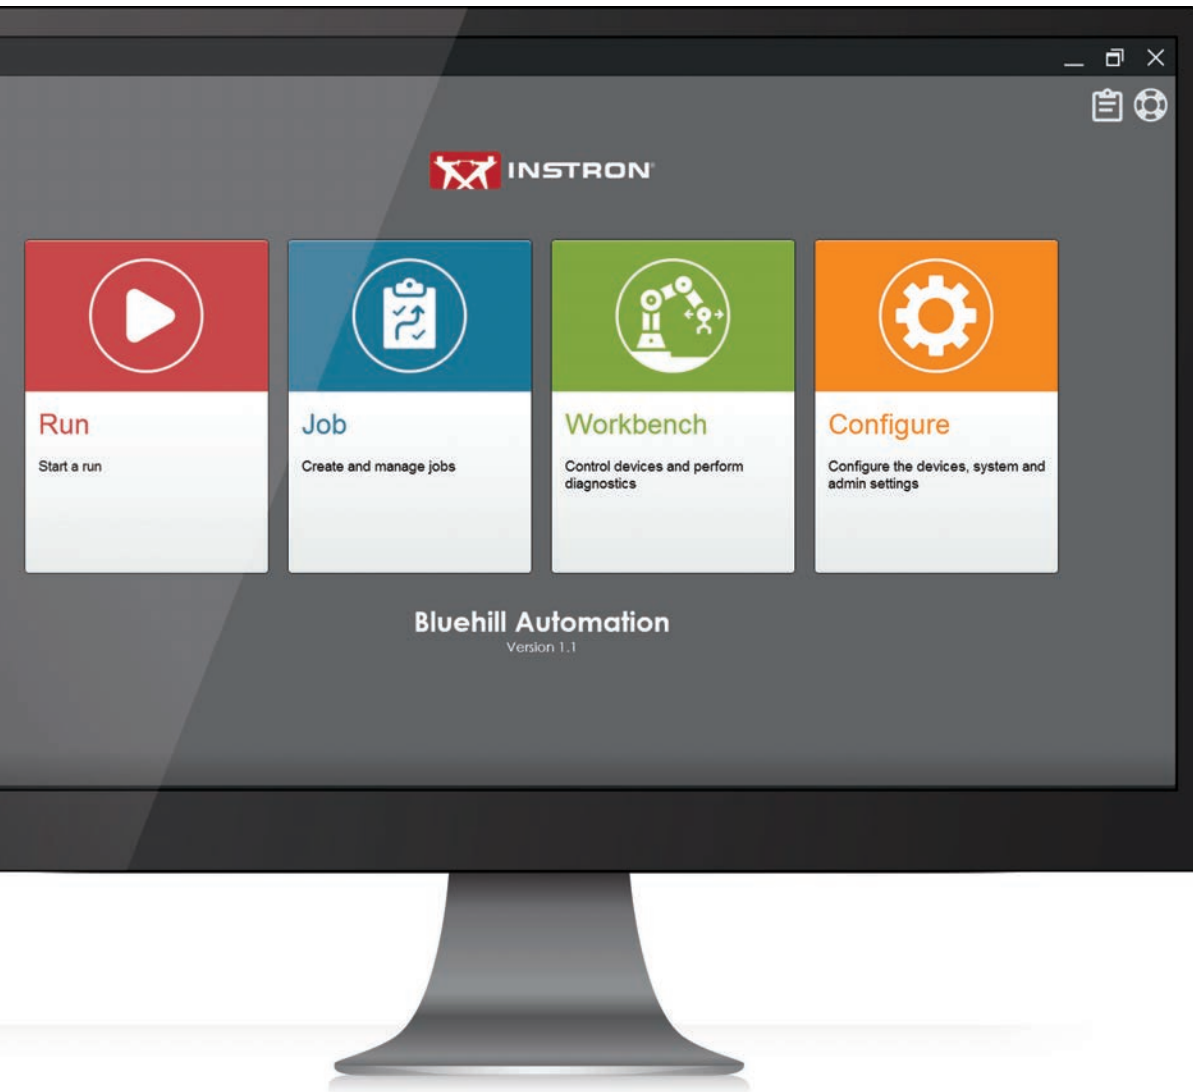 INSTRON
Run
Start a run
Job
Create and manage jobs
Workbench
Control devices and perform
diagnostics
Configure
Configure the devices, system and
admin settings
Bluehill Automation
Version 1.1